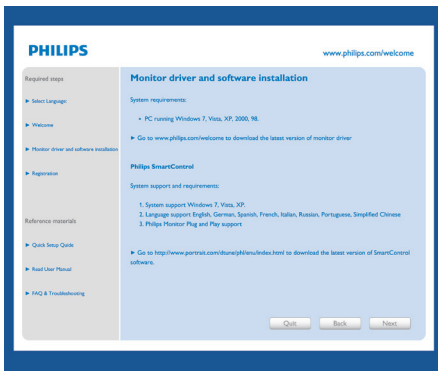 PHILIPS
www.philips.com/welcome
Required steps
► Select Language:
► Welcome
► Monitor driver and software installation
► Registration
Reference materials
► Quick Setup Guide
► Read User Manual
► FAQ & Troubleshooting
Monitor driver and software installation
System requirements:
• PC running Windows 7, Vista, XP, 2000, 98.
► Go to www.philips.com/welcome to download the latest version of monitor driver
Philips SmartControl
System support and requirements:
1. System support Windows 7, Vista, XP.
2. Language support English, German, Spanish, French, Italian, Russian, Portuguese, Simplified Chinese
3. Philips Monitor Plug and Play support
► Go to http://www.portrait.com/dtune/phl/enu/index.html to download the latest version of SmartControl
software.
Quit
Back
Next